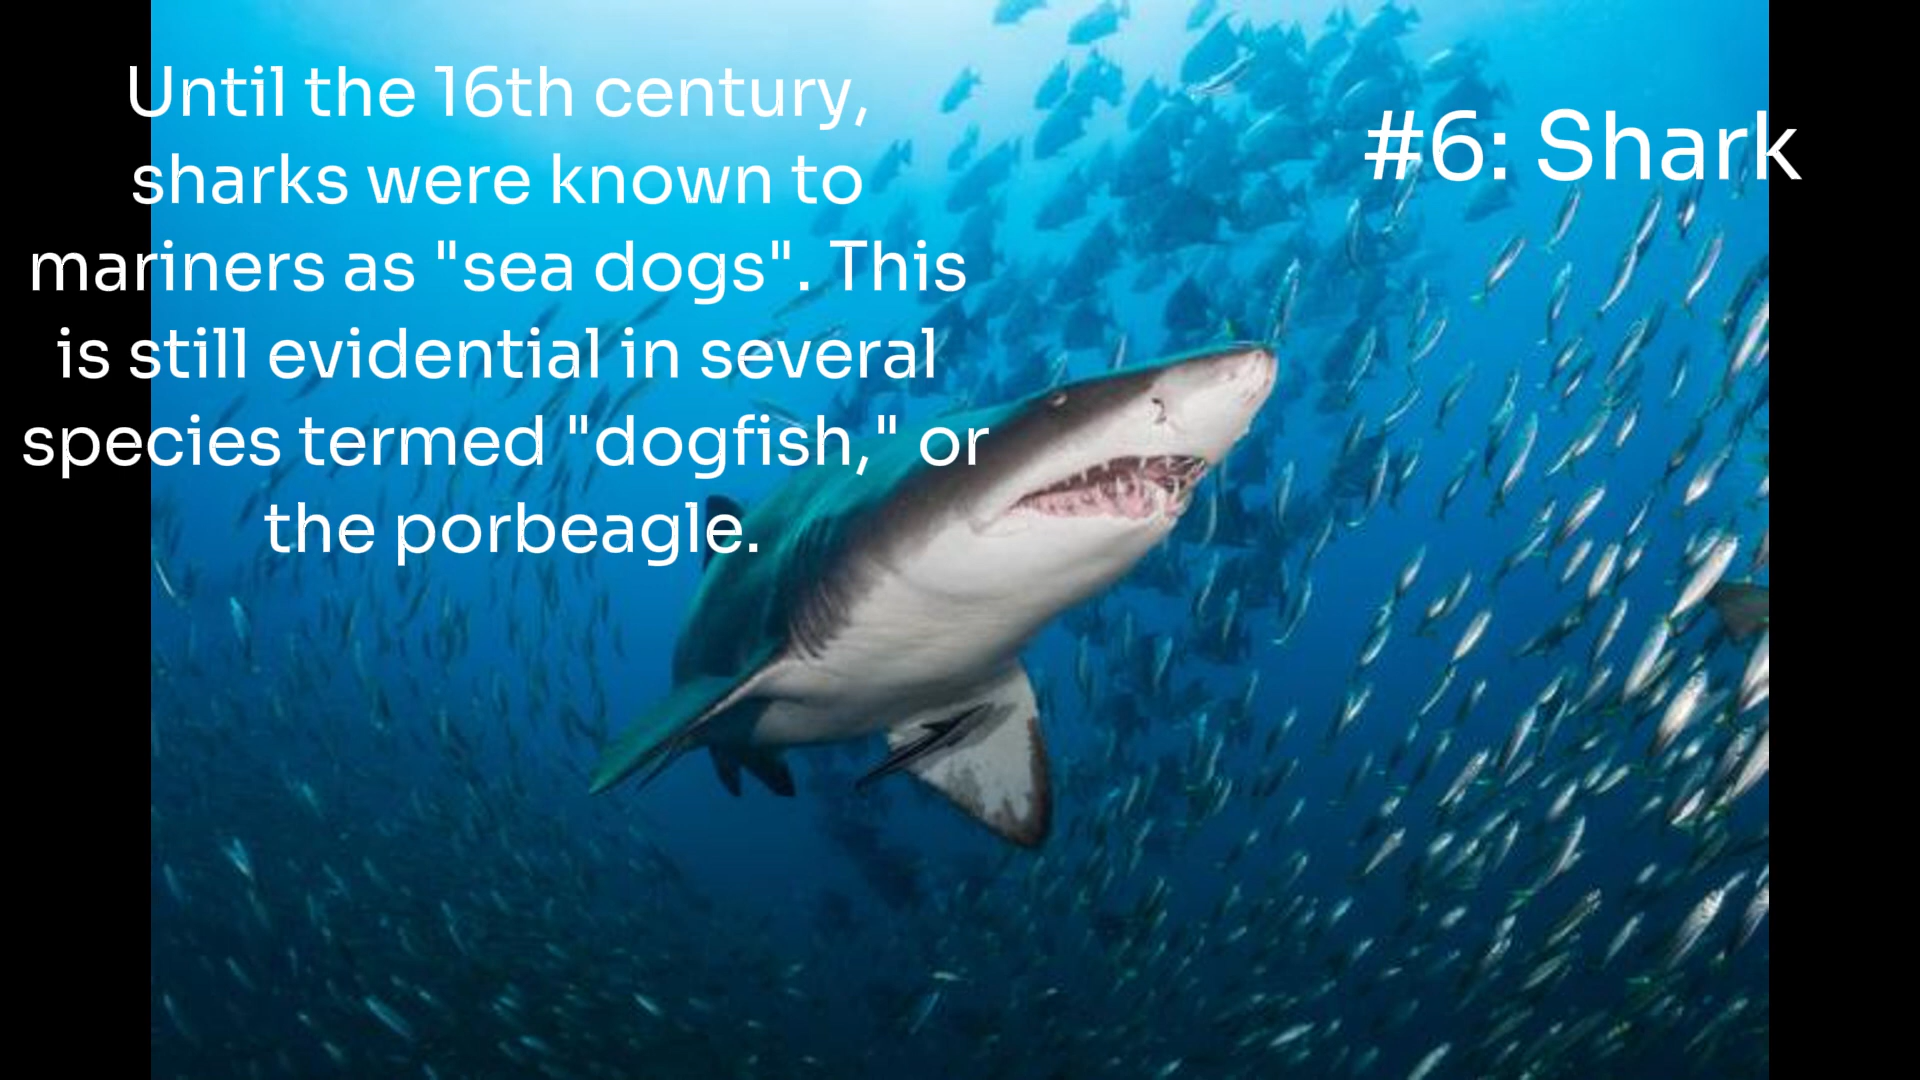 Until the 16th century,
sharks were known to
mariners as "sea dogs". This
is still evidential in several
species termed "dogfish," or
the porbeagle.
#6: Shark